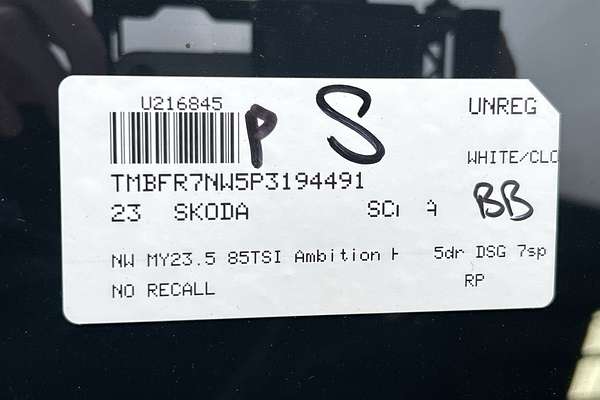 U216845 UNREG
P S
WHITE/CLO
TMBFR7NW5P3194491
23 SKODA BB
NW MY23.5 85TSI Ambition 5dr DSG 7sp
NO RECALL RP